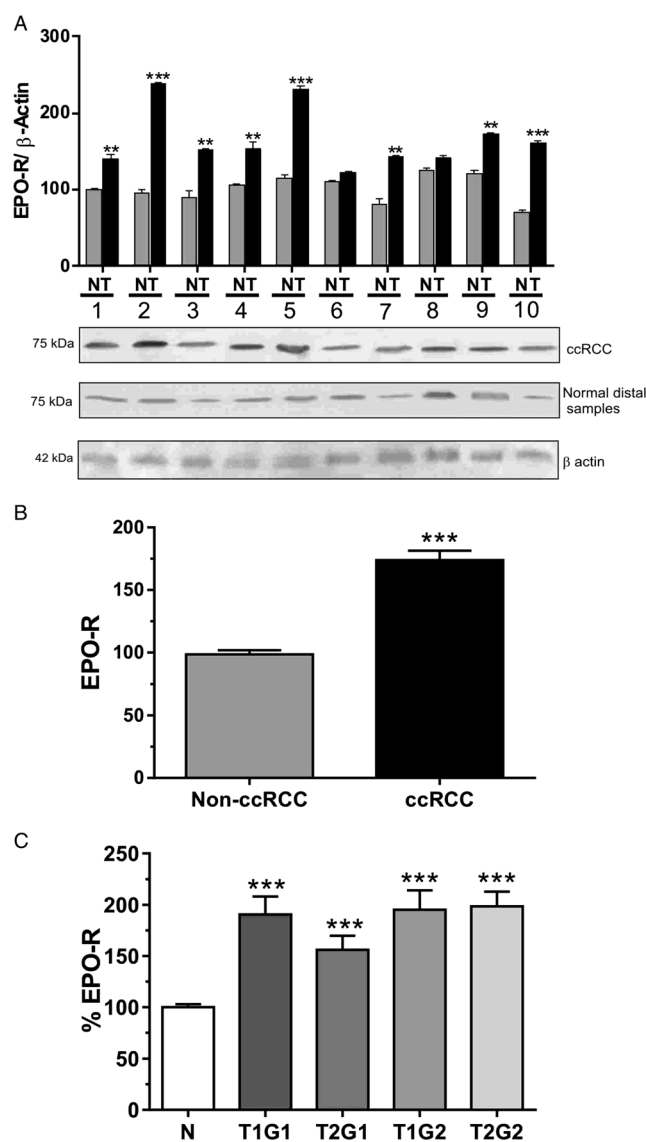 A
EPO-R/ β-Actin
300
200
100
0
** *** ** ** *** ** ** ***
NT NT NT NT NT NT NT NT NT NT
1 2 3 4 5 6 7 8 9 10
75 kDa
ccRCC
75 kDa
Normal distal
samples
42 kDa
β actin
B
EPO-R
200
150
100
50
0
***
Non-ccRCC ccRCC
C
% EPO-R
250
200
150
100
50
0
*** *** *** ***
N T1G1 T2G1 T1G2 T2G2